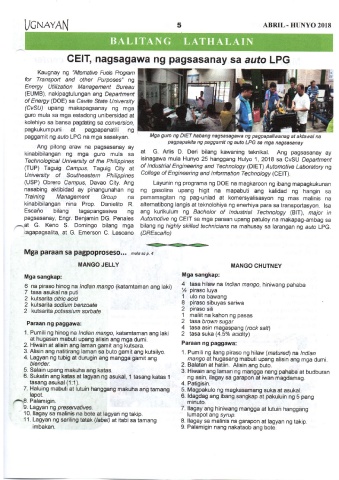 UGNAYAN
5
ABRIL - HUNYO 2018
BALITANG LATHALAIN
CEIT, nagsagawa ng pagsasanay sa auto LPG
Kaugnay ng "Alternative Fuels Program
for Transport and other Purposes" ng
Energy Utilization Management Bureau
(EUMB), nakipagtulungan ang Department
of Energy (DOE) sa Cavite State University
(CvSU) upang makapagsanay ng mga
guro mula sa mga estadong unibersidad at
kolehiyo sa bansa pagdating sa conversion,
pagkukumpuni at pagpapanatili ng
paggamit ng auto LPG na mga sasakyan.
Ang pitong araw na pagsasanay ay
kinabibilangan ng mga guro mula sa
Technological University of the Philippines
(TUP) Taguig Campus, Taguig City at
University of Southeastern Philippines
(USP) Obrero Campus, Davao City. Ang
nasabing aktibidad ay pinangunahan ng
Training Management Group na
kinabibilangan nina Prop. Danielito R.
Escaño bilang tagapangasiwa ng
pagsasanay, Engr. Benjamin DG. Penales
at G. Keno S. Domingo bilang mga
tagapagsalita, at G. Emerson C. Lascano
Mga guro ng DIET habang nagsasagawa ng pagpapaliwanag at aktuwal na
pagpapakita ng paggamit ng auto LPG sa mga nagsasanay
at G. Arlis D. Deri bilang kawaning teknikal. Ang pagsasanay ay
isinagawa mula Hunyo 25 hanggang Hulyo 1, 2018 sa CvSU Department
of Industrial Engineering and Technology (DIET) Automotive Laboratory ng
College of Engineering and Information Technology (CEIT).
Layunin ng programa ng DOE na magkaroon ng ibang mapagkukunan
ng gasolina upang higit na mapabuti ang kalidad ng hangin sa
pamamagitan ng pag-unlad at komersyalisasyon ng mas malinis na
alternatibong langis at teknolohiya ng enerhiya para sa transportasyon. Isa
ang kurikulum ng Bachelor of Industrial Technology (BIT), major in
Automotive ng CEIT sa mga paraan upang patuloy na makapag-ambag sa
bilang ng highly skilled technicians na mahusay sa larangan ng auto LPG.
(DREscaño)
Mga paraan sa pagpoproseso... mula sa p. 4
MANGO JELLY
Mga sangkap:
6 na piraso hinog na Indian mango (katamtaman ang laki)
7 tasa asukal na puti
2 kutsarita citric acid
2 kutsarita sodium benzoate
2 kutsarita potassium sorbate
Paraan ng paggawa:
1. Pumili ng hinog na Indian mango, katamtaman ang laki
at hugasan mabuti upang alisin ang mga dumi.
2. Hiwain at alisin ang laman gamit ang kutsara.
3. Alisin ang natitirang laman sa buto gamit ang kutsilyo.
4. Lagyan ng tubig at durugin ang mangga gamit ang
blender.
5. Salain upang makuha ang katas.
6. Sukatin ang katas at lagyan ng asukal, 1 tasang katas 1
tasang asukal (1:1).
7. Haluing mabuti at lutuin hanggang makuha ang tamang
lapot.
8. Palamigin.
9. Lagyan ng preservatives.
10. Ilagay sa malinis na bote at lagyan ng takip.
11. Lagyan ng seriling tatak (label) at itabi sa tamang
imbakan.
MANGO CHUTNEY
Mga sangkap:
4 tasa hilaw na Indian mango, hiniwang pahaba
½ piraso luya
1 ulo na bawang
8 piraso sibuyas
2 piraso sili
1 maliit na kahon ng pasas
2 tasa brown sugar
4 tasa asin magaspang (rock salt)
2 tasa suka (4.5% acidity)
Paraan ng paggawa:
1. Pumili ng ilang piraso ng hilaw (matured) na Indian
mango at hugasang mabuti upang alisin ang mga dumi.
2. Balatan at hatiin. Alisin ang buto.
3. Hiwain ang laman ng mangga nang pahaba at budburan
ng asin. Ilagay sa garapon at iwan magdamag.
4. Patigisin.
5. Magpakulo ng magkasamang suka at asukal.
6. Idagdag ang ibang sangkap at pakuluin ng 5 pang
minuto.
7. Ilagay ang hiniwang mangga at lutuin hanggang
lumapot ang syrup.
8. Ilagay sa malinis na garapon at lagyan ng takip.
9. Palamigin nang nakataob ang bote